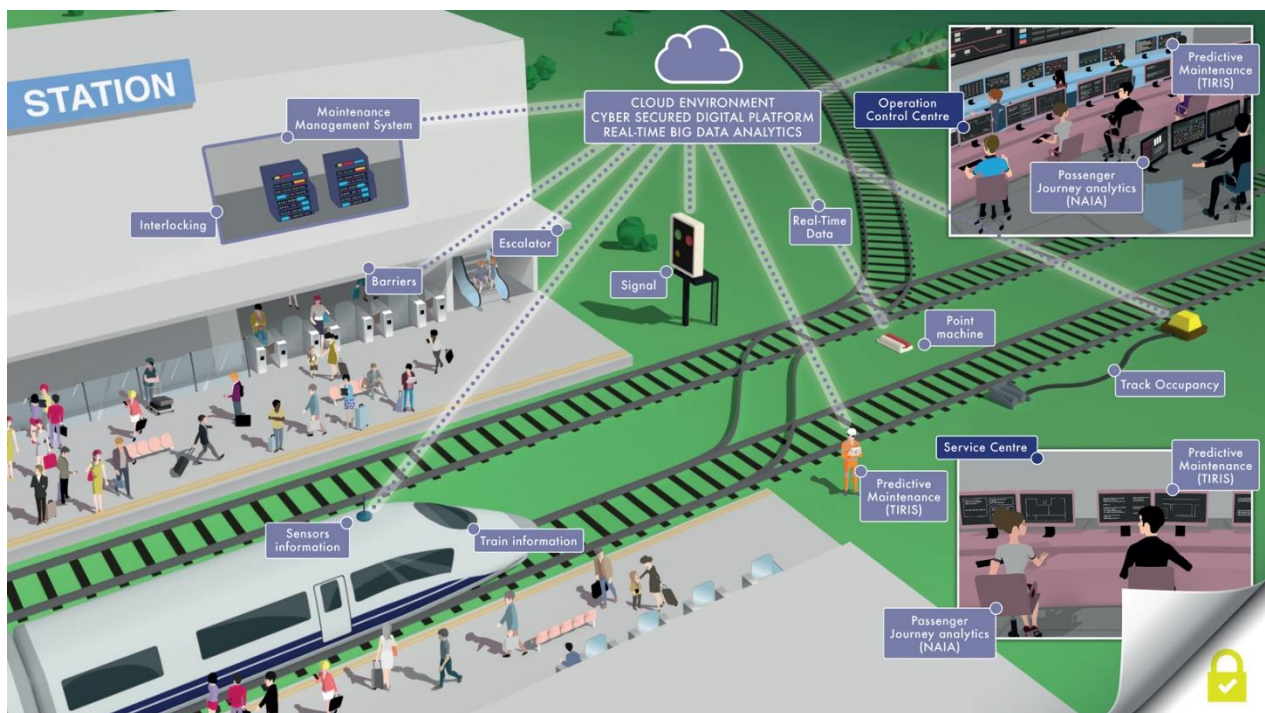 STATION
Maintenance
Management System
Interlocking
Barriers
Escalator
CLOUD ENVIRONMENT
CYBER SECURED DIGITAL PLATFORM
REAL-TIME BIG DATA ANALYTICS
Signal
Real-Time
Data
Point
machine
Track Occupancy
Operation
Control Centre
Predictive
Maintenance
(TIRIS)
Passenger
Journey analytics
(NAIA)
Sensors
information
Train information
Predictive
Maintenance
(TIRIS)
Service Centre
Predictive
Maintenance
(TIRIS)
Passenger
Journey analytics
(NAIA)